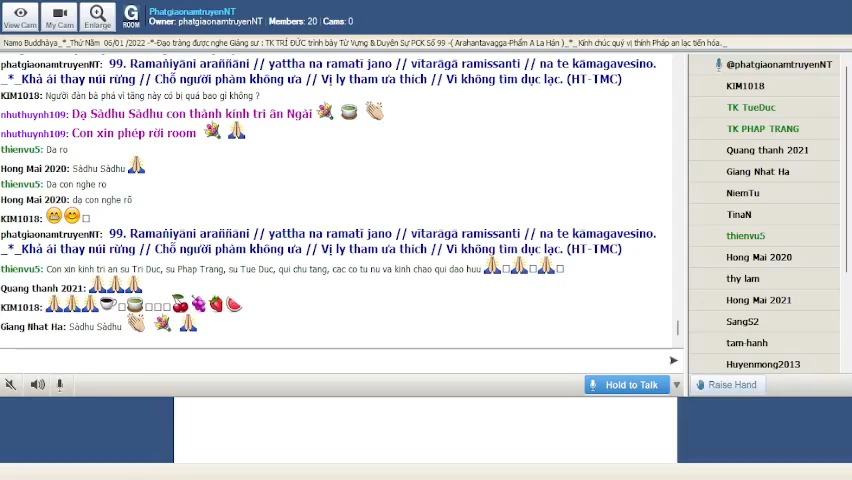 View Cam
My Cam
Enlarge
G ROOM
PhatgiaonamtruyenNT
Owner: phatgiaonamtruyenNT | Members: 20 | Cams: 0
Namo Buddhàya_*_Thứ Năm 06/01 /2022 -*-Đạo tràng được nghe Giảng sư : TK TRÍ ĐỨC trình bày Từ Vựng & Duyên Sự PCK Số 99 -( Arahantavagga-Phẩm A La Hán )_*_ Kính chúc quý vị thính Pháp an lạc tiến hóa._
phatgiaonamtruyenNT: 99. Ramaṇīyāni araññāni // yattha na ramatī jano // vītarāgā ramissanti // na te kāmagavesino.
_*_Khả ái thay núi rừng // Chỗ người phàm không ưa // Vị ly tham ưa thích // Vì không tìm dục lạc. (HT-TMC)
KIM1018: Người đàn bà phá vì tăng này có bị quả bao gì không ?
nhuthuynh109: Dạ Sàdhu Sàdhu con thành kính tri ân Ngài
nhuthuynh109: Con xin phép rời room
thienvu5: Da ro
Hong Mai 2020: Sàdhu Sàdhu
thienvu5: Da con nghe ro
Hong Mai 2020: dạ con nghe rõ
KIM1018:
phatgiaonamtruyenNT: 99. Ramaṇīyāni araññāni // yattha na ramatī jano // vītarāgā ramissanti // na te kāmagavesino.
_*_Khả ái thay núi rừng // Chỗ người phàm không ưa // Vị ly tham ưa thích // Vì không tìm dục lạc. (HT-TMC)
thienvu5: Con xin kinh tri an su Tri Duc, su Phap Trang, su Tue Duc, qui chu tang, cac co tu nu va kinh chao qui dao huu
Quang thanh 2021:
KIM1018:
Giang Nhat Ha: Sàdhu Sàdhu
Hold to Talk
@phatgiaonamtruyenNT
KIM1018
TK TueDuc
TK PHAP TRANG
Quang thanh 2021
Giang Nhat Ha
NiemTu
TinaN
thienvu5
Hong Mai 2020
thy lam
Hong Mai 2021
SangS2
tam-hanh
Huyenmong2013
Raise Hand